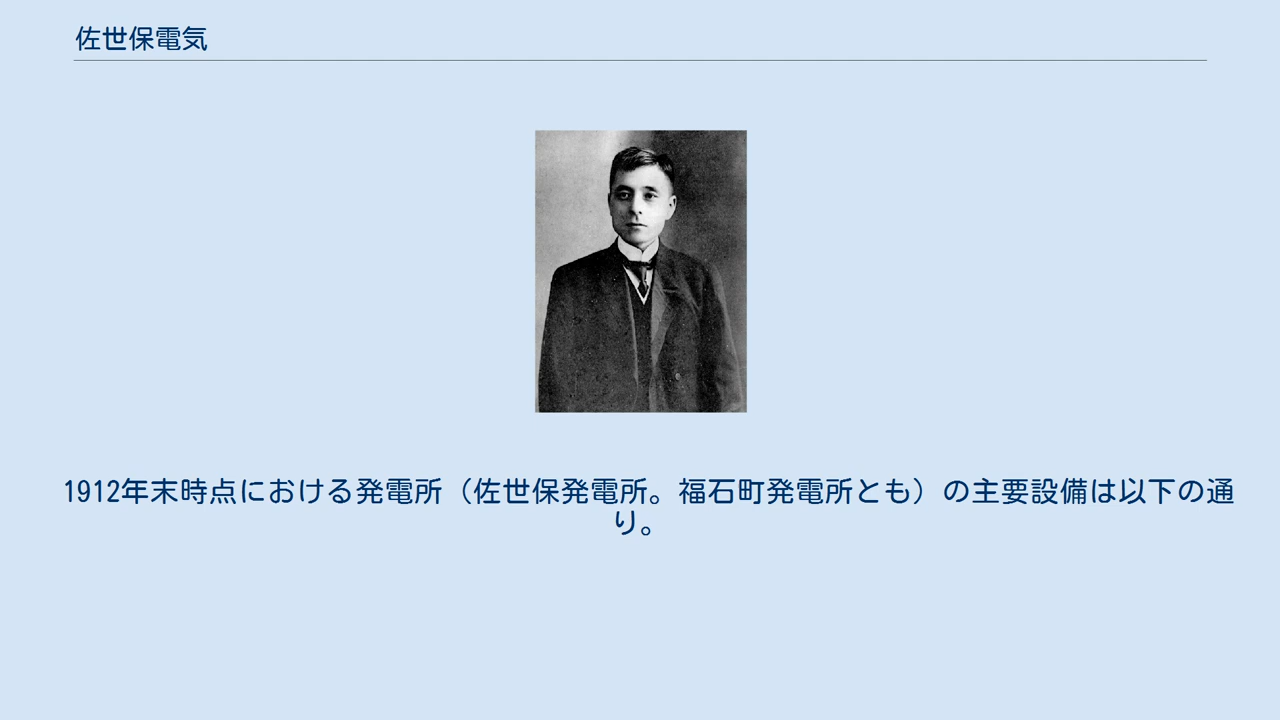 佐世保電気
1912年末時点における発電所（佐世保発電所。福石町発電所とも）の主要設備は以下の通
り。